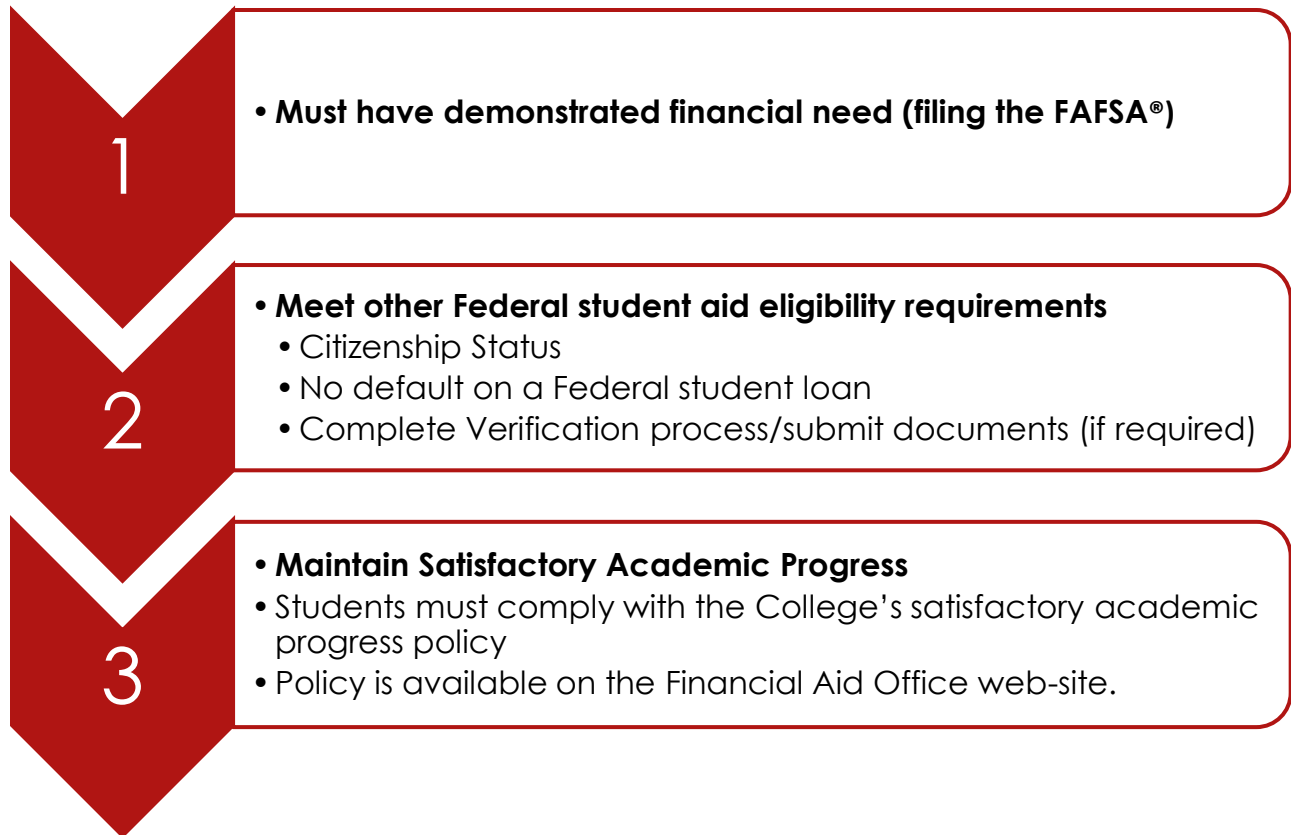 1
• Must have demonstrated financial need (filing the FAFSA®)
2
• Meet other Federal student aid eligibility requirements
• Citizenship Status
• No default on a Federal student loan
• Complete Verification process/submit documents (if required)
3
• Maintain Satisfactory Academic Progress
• Students must comply with the College’s satisfactory academic
progress policy
• Policy is available on the Financial Aid Office web-site.